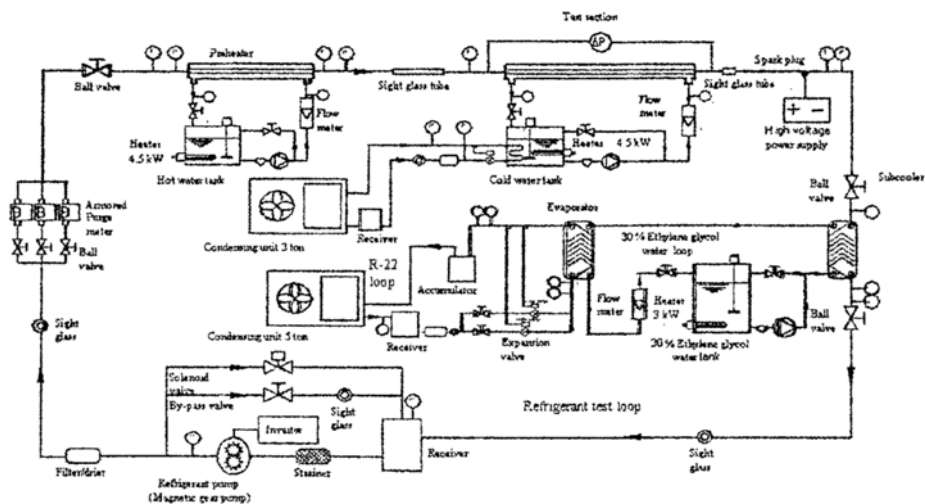 Test section
Preheater
ΔP
Spark plug
Ball valve
Sight glass tube
Sight glass tube
Flow
meter
Flow
meter
Heater
4.5 kW
Heater
4.5 kW
High voltage
power supply
Hot water tank
Cold water tank
Ball
valve
Subcooler
Armored
Purge
meter
Evaporator
Receiver
Condensing unit 3 ton
30 % Ethylene glycol
water loop
Ball
valve
R-22
loop
Accumulator
Flow
meter
Heater
3 kW
Ball
valve
Sight
glass
Condensing unit 5 ton
Receiver
Expansion
valve
30 % Ethylene glycol
water tank
Solenoid
valve
By-pass valve
Sight
glass
Refrigerant test loop
Inverter
Filter/drier
Strainer
Receiver
Sight
glass
Refrigerant pump
(Magnetic gear pump)